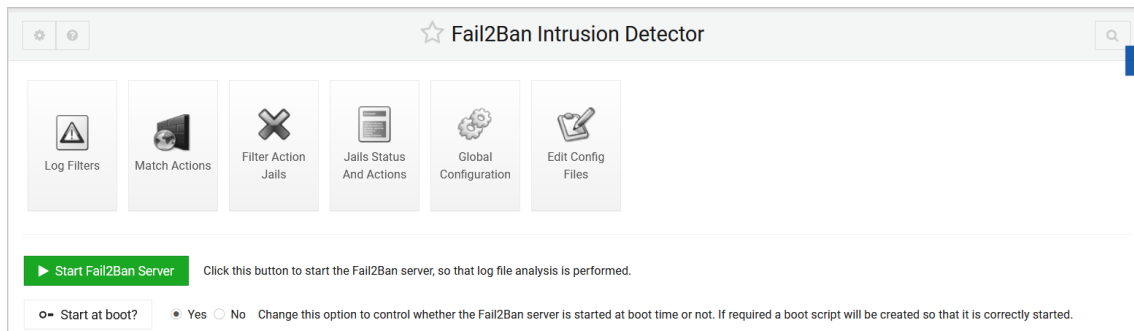 Fail2Ban Intrusion Detector
Log Filters
Match Actions
Filter Action
Jails
Jails Status
And Actions
Global
Configuration
Edit Config
Files
Start Fail2Ban Server
Click this button to start the Fail2Ban server, so that log file analysis is performed.
Start at boot?
Yes No Change this option to control whether the Fail2Ban server is started at boot time or not. If required a boot script will be created so that it is correctly started.